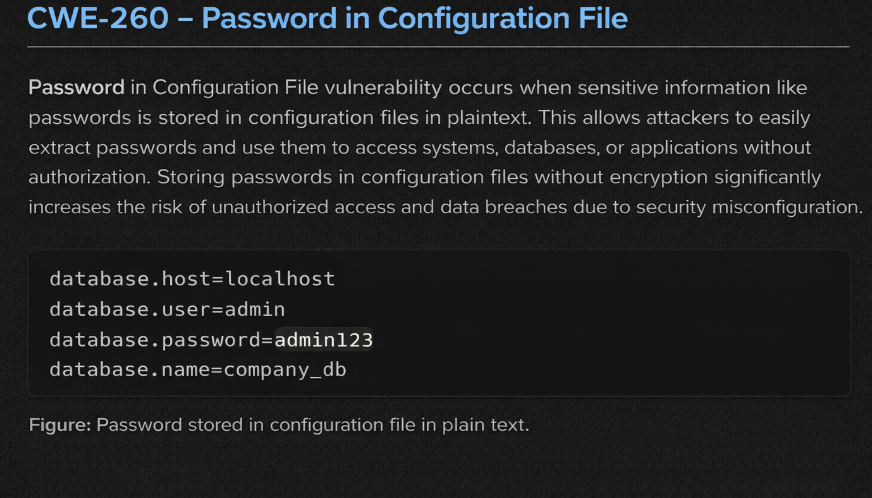 CWE-260 – Password in Configuration File
Password in Configuration File vulnerability occurs when sensitive information like
passwords is stored in configuration files in plaintext. This allows attackers to easily
extract passwords and use them to access systems, databases, or applications without
authorization. Storing passwords in configuration files without encryption significantly
increases the risk of unauthorized access and data breaches due to security misconfiguration.
database.host=localhost
database.user=admin
database.password=admin123
database.name=company_db
Figure: Password stored in configuration file in plain text.